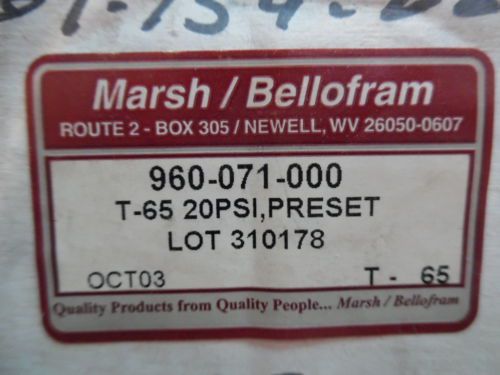 Marsh / Bellofram
ROUTE 2 - BOX 305 / NEWELL, WV 26050-0607
960-071-000
T-65 20PSI,PRESET
LOT 310178
OCT03 T - 65
Quality Products from Quality People... Marsh / Bellofram